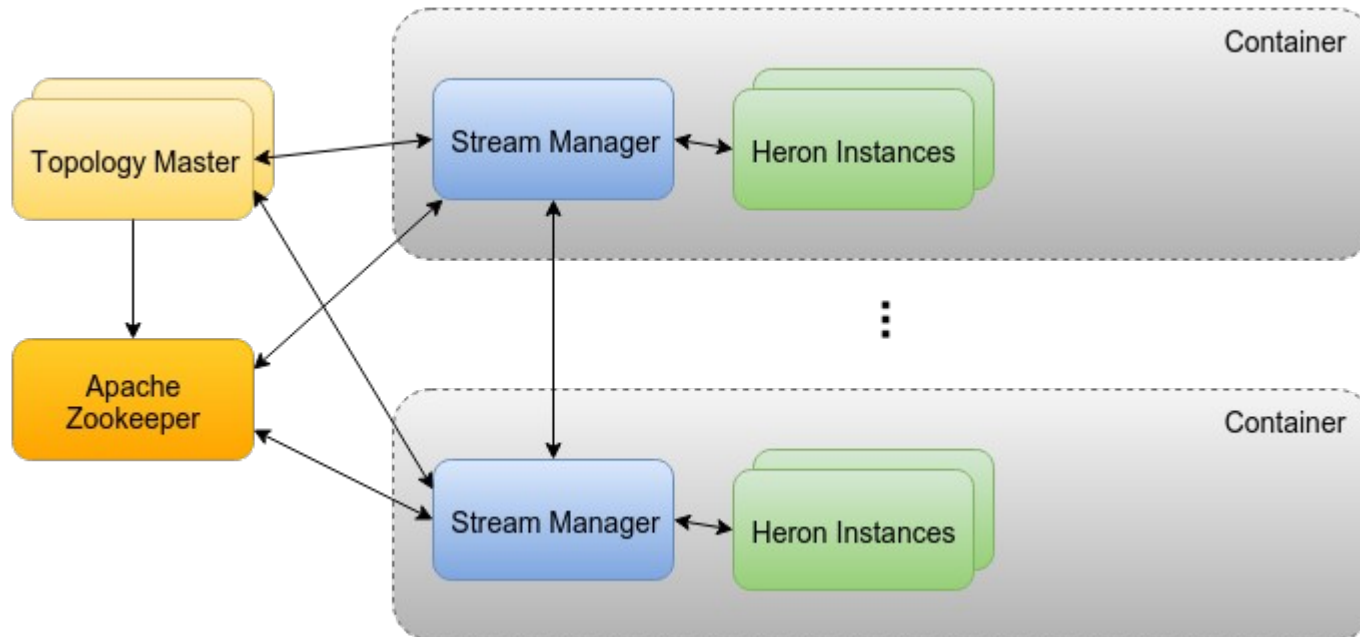 Container
Topology Master
Stream Manager
Heron Instances
Apache
Zookeeper
Container
Stream Manager
Heron Instances